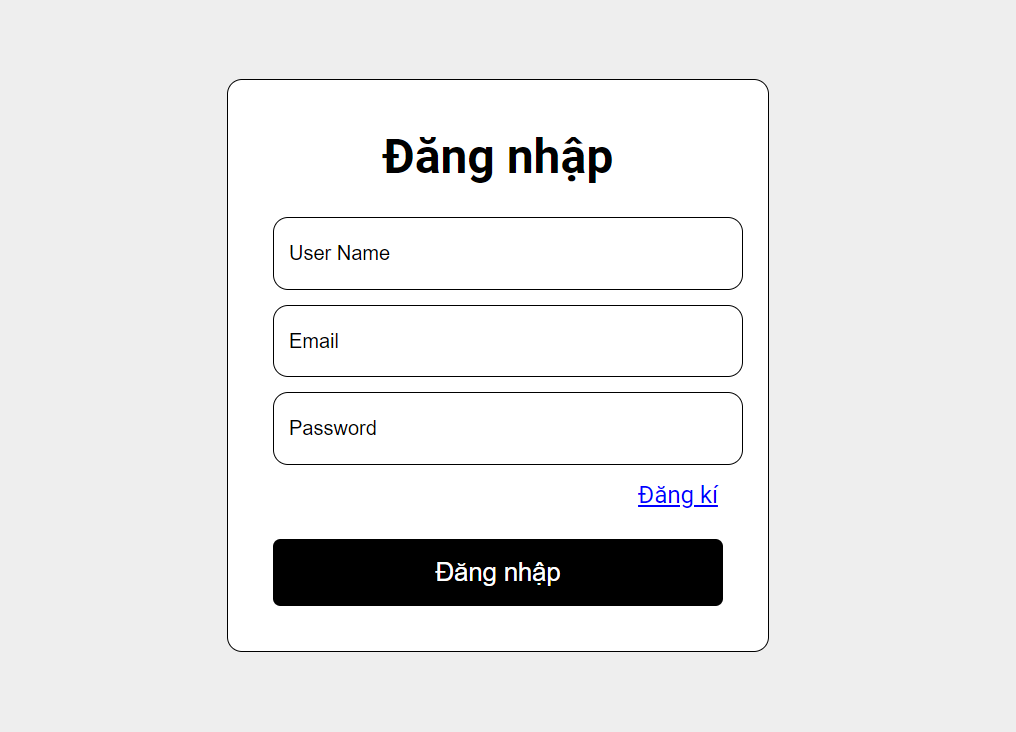 Đăng nhập
User Name
Email
Password
Đăng kí
Đăng nhập